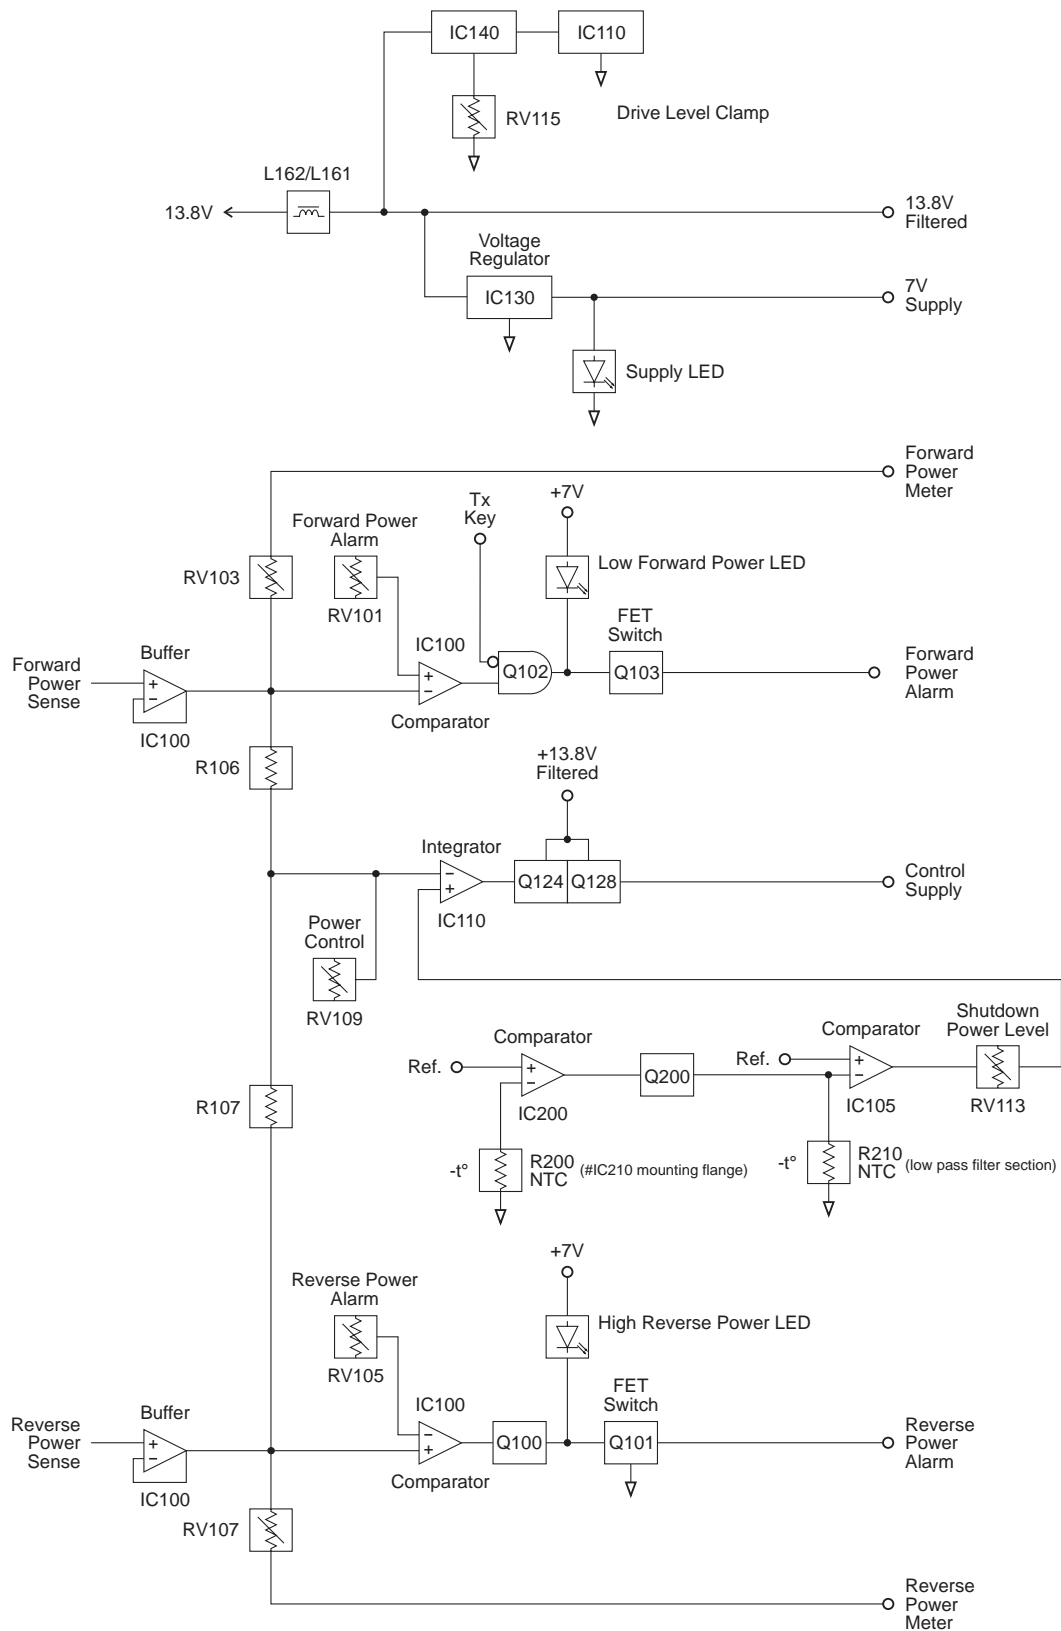 IC140
IC110
RV115
Drive Level Clamp
L162/L161
13.8V
13.8V
Filtered
Voltage
Regulator
IC130
7V
Supply
Supply LED
Forward
Power
Meter
Tx
Key
+7V
Forward Power
Alarm
RV103
RV101
Low Forward Power LED
IC100
FET
Switch
Buffer
Forward
Power
Sense
+
–
IC100
+
–
Comparator
Q102
Q103
Forward
Power
Alarm
R106
+13.8V
Filtered
Integrator
–
+
IC110
Q124
Q128
Control
Supply
Power
Control
RV109
Comparator
Ref.
+
–
IC200
Q200
Comparator
Ref.
+
–
IC105
Shutdown
Power Level
RV113
R107
-t°
R200
NTC (#IC210 mounting flange)
-t°
R210
NTC (low pass filter section)
+7V
Reverse Power
Alarm
RV105
High Reverse Power LED
IC100
FET
Switch
Buffer
Reverse
Power
Sense
+
–
IC100
–
+
Comparator
Q100
Q101
Reverse
Power
Alarm
RV107
Reverse
Power
Meter